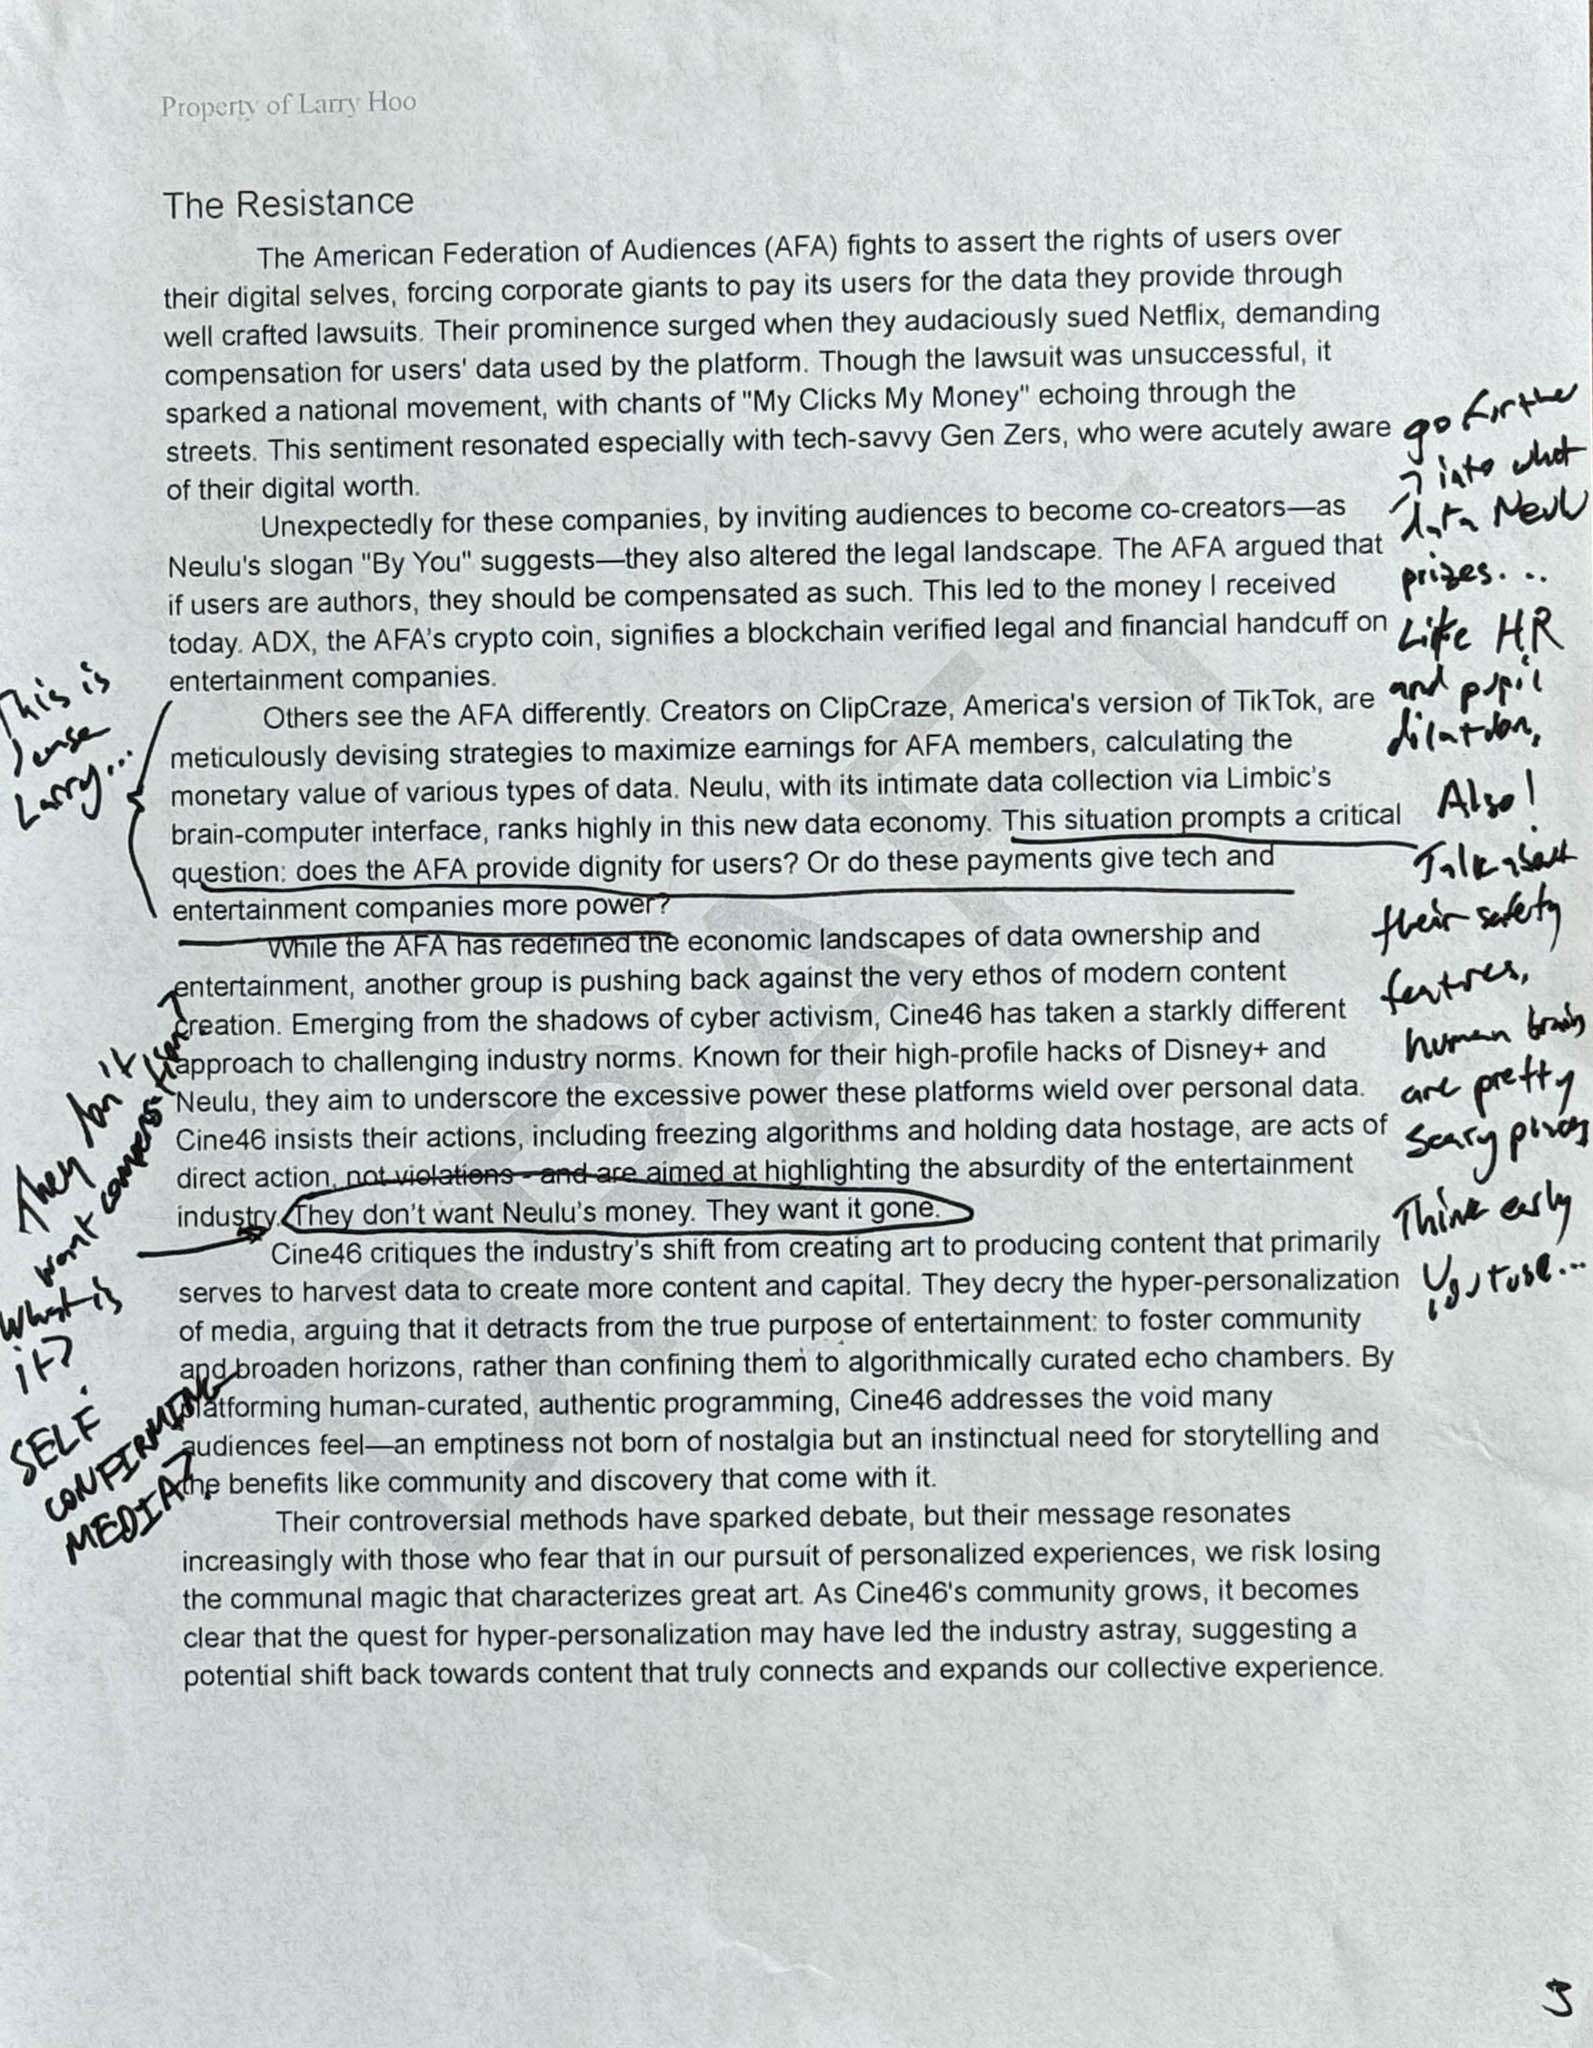 Property of Larry Hoo
The Resistance
The American Federation of Audiences (AFA) fights to assert the rights of users over
their digital selves, forcing corporate giants to pay its users for the data they provide through
well crafted lawsuits. Their prominence surged when they audaciously sued Netflix, demanding
compensation for users' data used by the platform. Though the lawsuit was unsuccessful, it
sparked a national movement, with chants of "My Clicks My Money" echoing through the
streets. This sentiment resonated especially with tech-savvy Gen Zers, who were acutely aware
of their digital worth.
Unexpectedly for these companies, by inviting audiences to become co-creators—as
Neulu's slogan "By You" suggests—they also altered the legal landscape. The AFA argued that
if users are authors, they should be compensated as such. This led to the money I received
today. ADX, the AFA's crypto coin, signifies a blockchain verified legal and financial handcuff on
entertainment companies.
Others see the AFA differently. Creators on ClipCraze, America's version of TikTok, are
meticulously devising strategies to maximize earnings for AFA members, calculating the
monetary value of various types of data. Neulu, with its intimate data collection via Limbic's
brain-computer interface, ranks highly in this new data economy. This situation prompts a critical
question: does the AFA provide dignity for users? Or do these payments give tech and
entertainment companies more power?
While the AFA has redefined the economic landscapes of data ownership and
entertainment, another group is pushing back against the very ethos of modern content
creation. Emerging from the shadows of cyber activism, Cine46 has taken a starkly different
approach to challenging industry norms. Known for their high-profile hacks of Disney+ and
Neulu, they aim to underscore the excessive power these platforms wield over personal data.
Cine46 insists their actions, including freezing algorithms and holding data hostage, are acts of
direct action, not violations—and are aimed at highlighting the absurdity of the entertainment
industry. They don't want Neulu's money. They want it gone.
Cine46 critiques the industry's shift from creating art to producing content that primarily
serves to harvest data to create more content and capital. They decry the hyper-personalization
of media, arguing that it detracts from the true purpose of entertainment: to foster community
and broaden horizons, rather than confining them to algorithmically curated echo chambers. By
platforming human-curated, authentic programming, Cine46 addresses the void many
audiences feel—an emptiness not born of nostalgia but an instinctual need for storytelling and
the benefits like community and discovery that come with it.
Their controversial methods have sparked debate, but their message resonates
increasingly with those who fear that in our pursuit of personalized experiences, we risk losing
the communal magic that characterizes great art. As Cine46's community grows, it becomes
clear that the quest for hyper-personalization may have led the industry astray, suggesting a
potential shift back towards content that truly connects and expands our collective experience.
DRAFT
This is
dense
Larry...
They
want
What is
it?
SELF
CONFIRMING
MEDIA?
go further
into what
data Neulu
prizes...
Like HR
and pupil
dilation,
Also!
Talk about
their safety
features,
human brains
are pretty
scary places
Think early
Youtube...